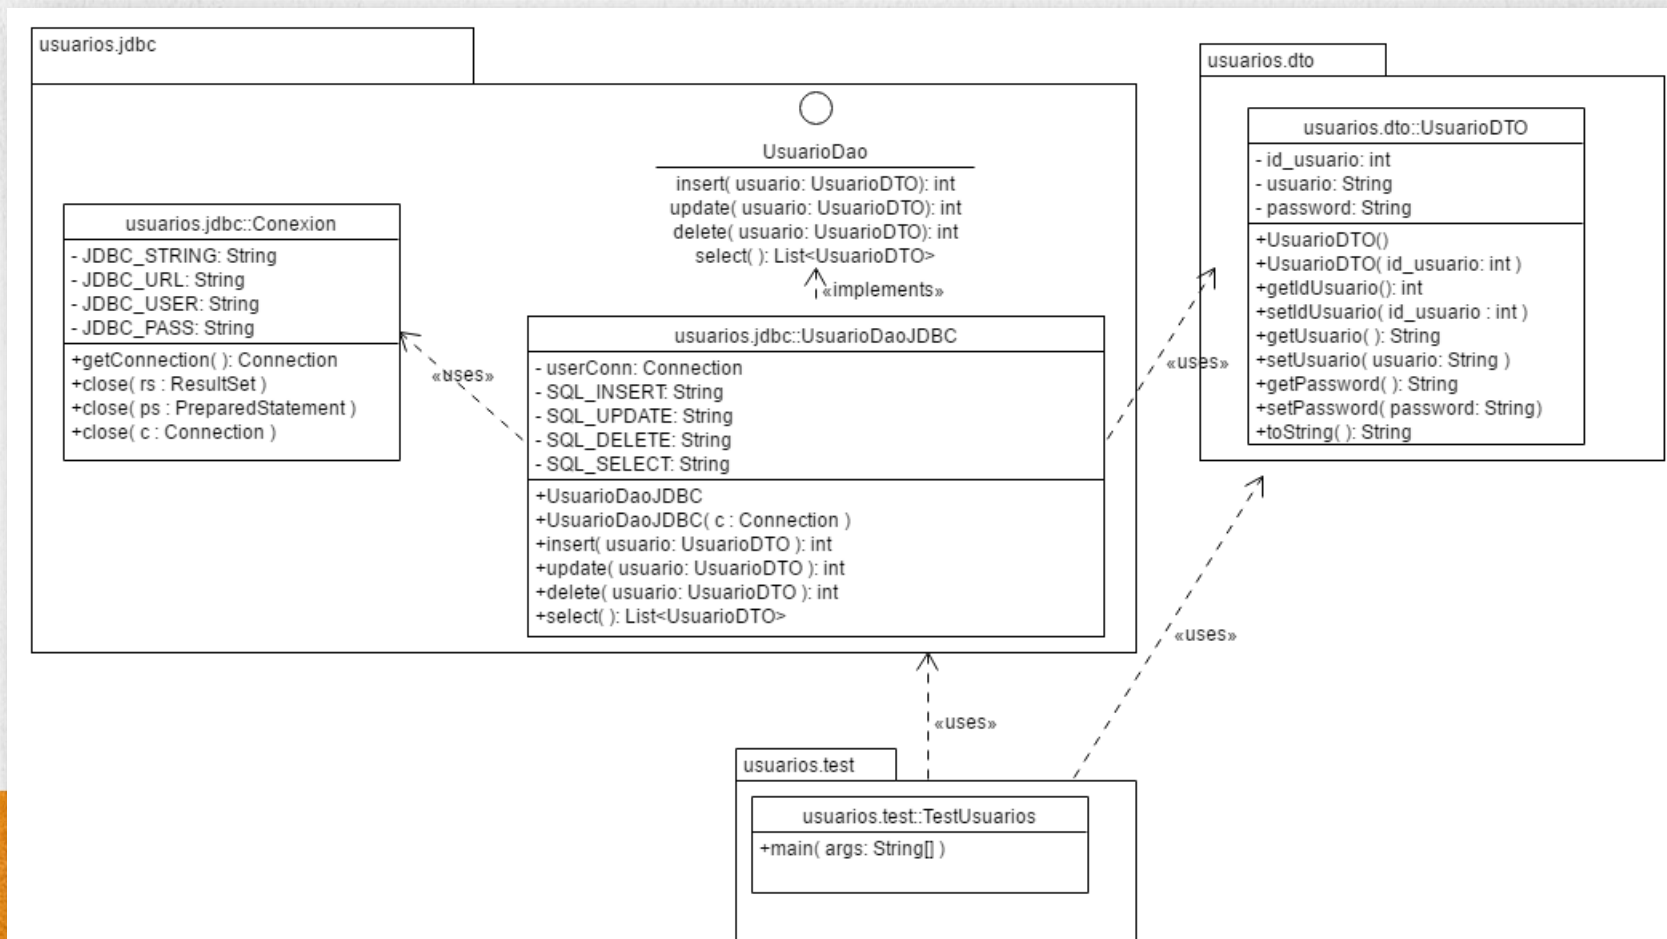 usuarios.jdbc
UsuarioDao
insert( usuario: UsuarioDTO): int
update( usuario: UsuarioDTO): int
delete( usuario: UsuarioDTO): int
select( ): List<UsuarioDTO>
«implements»
usuarios.jdbc::Conexion
- JDBC_STRING: String
- JDBC_URL: String
- JDBC_USER: String
- JDBC_PASS: String
+getConnection( ): Connection
+close( rs : ResultSet )
+close( ps : PreparedStatement )
+close( c : Connection )
«uses»
usuarios.jdbc::UsuarioDaoJDBC
- userConn: Connection
- SQL_INSERT: String
- SQL_UPDATE: String
- SQL_DELETE: String
- SQL_SELECT: String
+UsuarioDaoJDBC
+UsuarioDaoJDBC( c : Connection )
+insert( usuario: UsuarioDTO ): int
+update( usuario: UsuarioDTO ): int
+delete( usuario: UsuarioDTO ): int
+select( ): List<UsuarioDTO>
«uses»
usuarios.dto
usuarios.dto::UsuarioDTO
- id_usuario: int
- usuario: String
- password: String
+UsuarioDTO()
+UsuarioDTO( id_usuario: int )
+getIdUsuario(): int
+setIdUsuario( id_usuario : int )
+getUsuario( ): String
+setUsuario( usuario: String )
+getPassword( ): String
+setPassword( password: String)
+toString( ): String
«uses»
«uses»
usuarios.test
usuarios.test::TestUsuarios
+main( args: String[] )